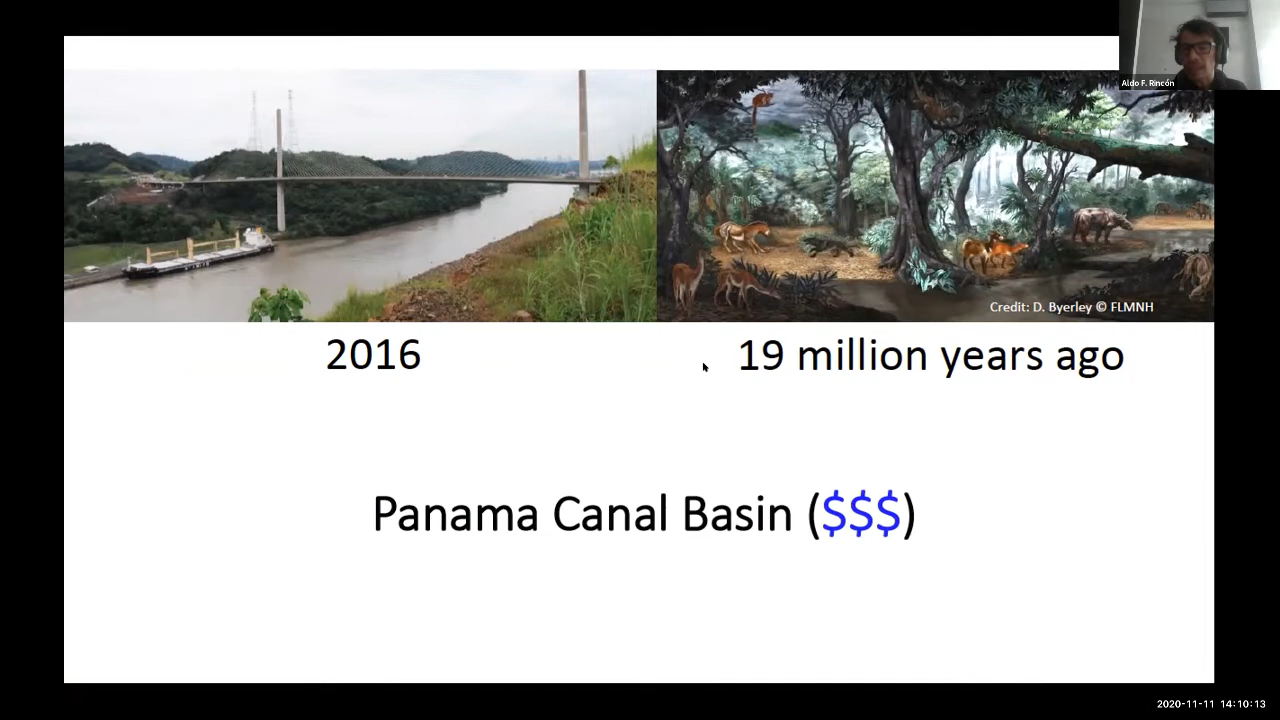 Aldo F. Rincón
Credit: D. Byerley © FLMNH
2016
19 million years ago
Panama Canal Basin ($$$)
2020-11-11 14:10:13